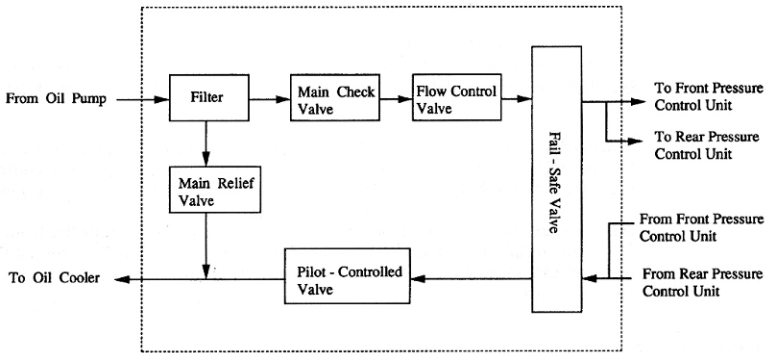 From Oil Pump
Filter
Main Check
Valve
Flow Control
Valve
Fail - Safe Valve
To Front Pressure
Control Unit
To Rear Pressure
Control Unit
Main Relief
Valve
From Front Pressure
Control Unit
To Oil Cooler
Pilot - Controlled
Valve
From Rear Pressure
Control Unit